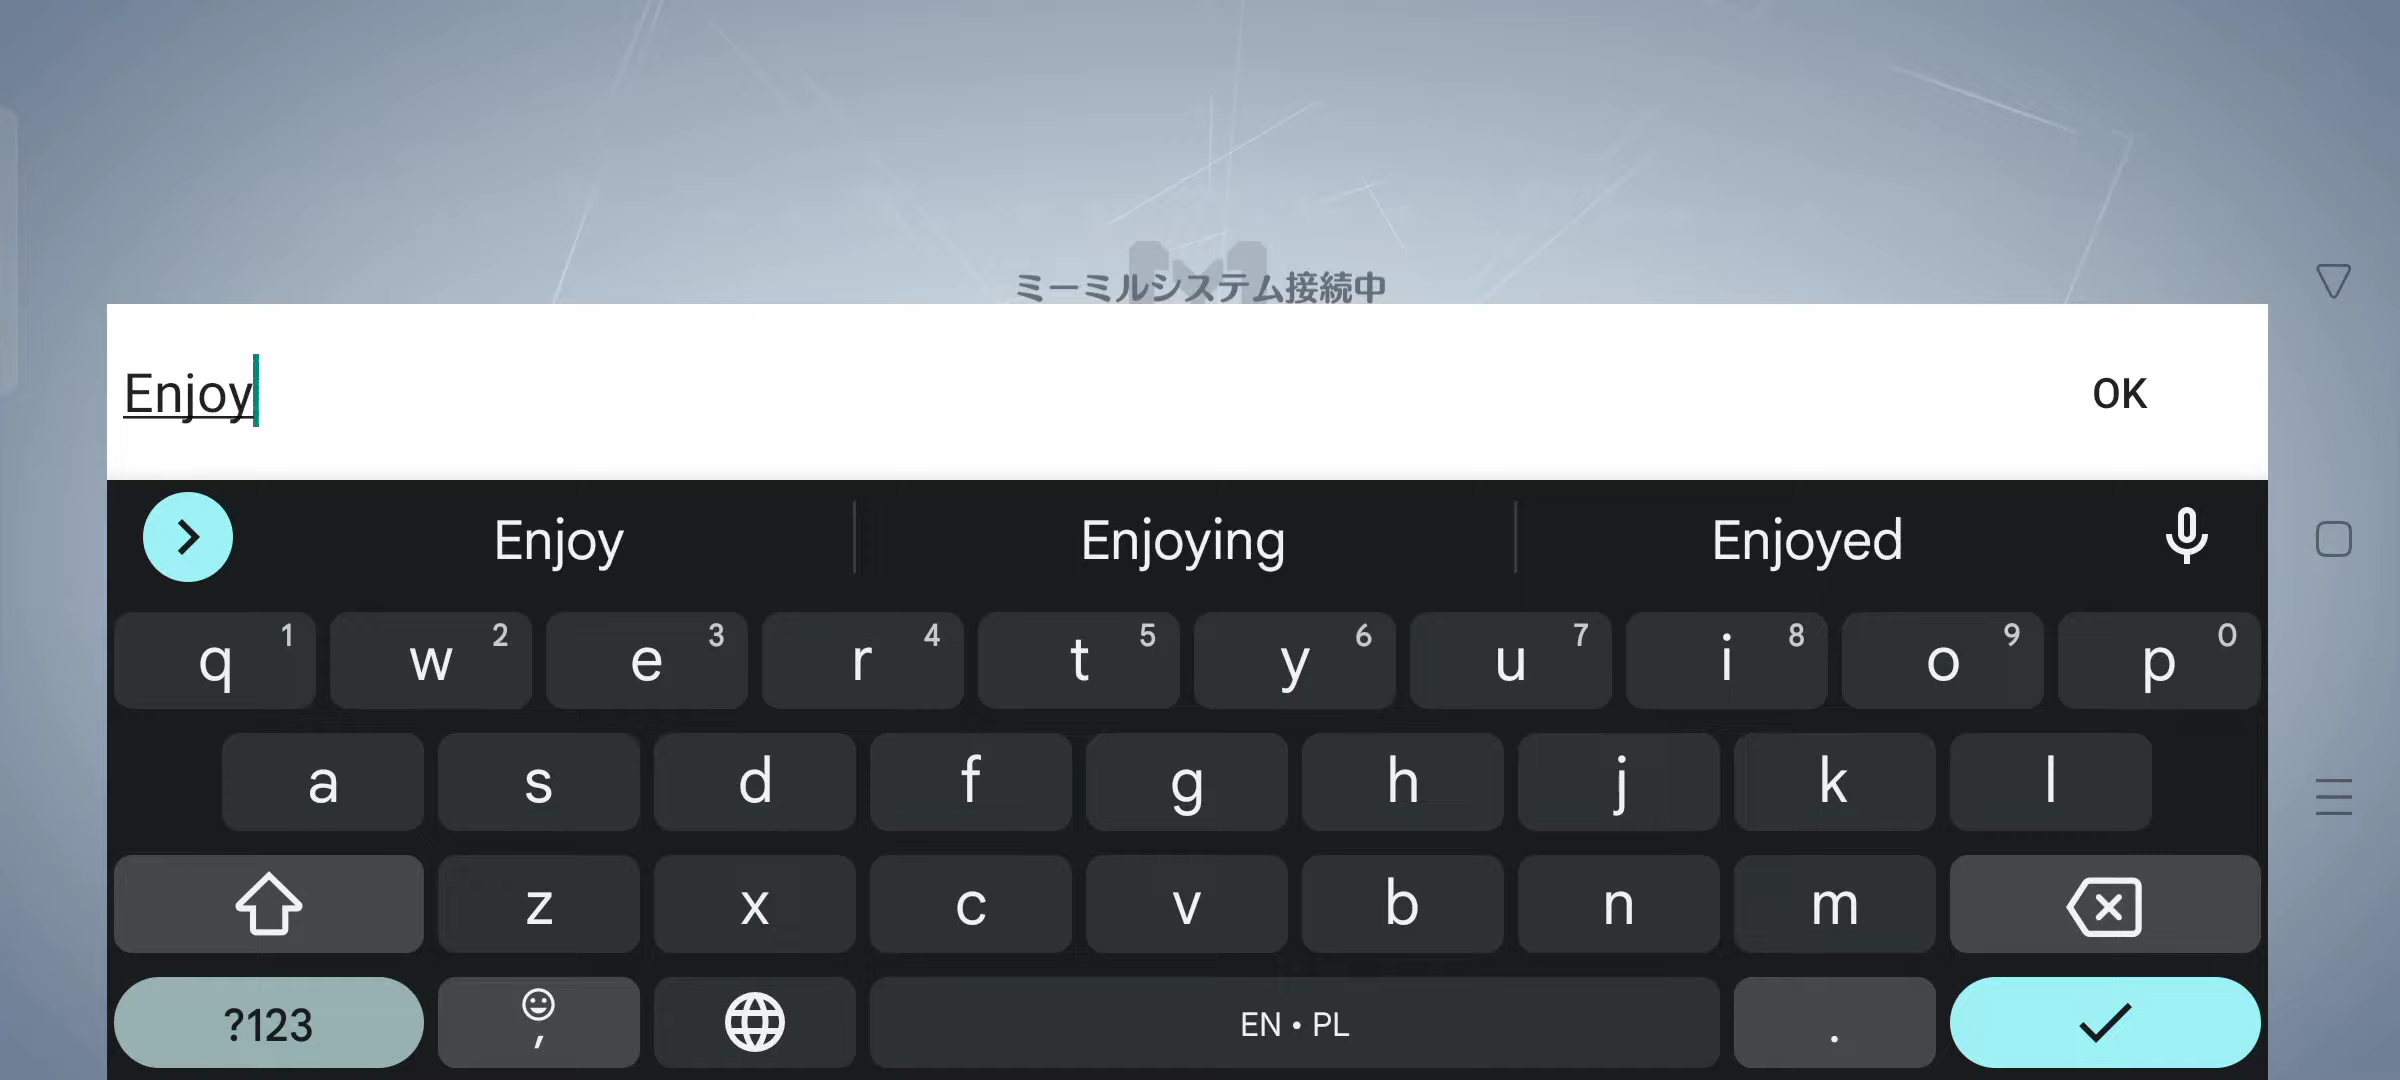 ミーミルシステム接続中
Enjoy OK
Enjoy Enjoying Enjoyed
q 1 w 2 e 3 r 4 t 5 y 6 u 7 i 8 o 9 p 0
a s d f g h j k l
z x c v b n m
?123 , EN • PL .